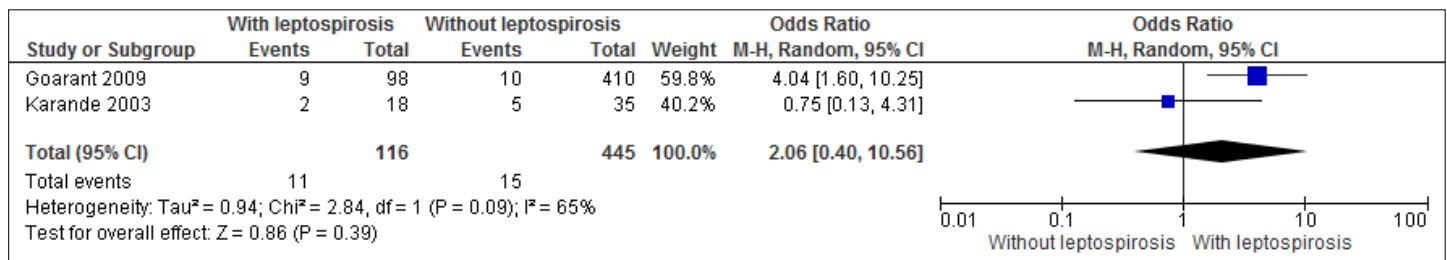 With leptospirosis Without leptospirosis Odds Ratio Odds Ratio
Study or Subgroup Events Total Events Total Weight M-H, Random, 95% CI M-H, Random, 95% CI
Goarant 2009 9 98 10 410 59.8% 4.04 [1.60, 10.25]
Karande 2003 2 18 5 35 40.2% 0.75 [0.13, 4.31]
Total (95% CI) 116 445 100.0% 2.06 [0.40, 10.56]
Total events 11 15
Heterogeneity: Tau² = 0.94; Chi² = 2.84, df = 1 (P = 0.09); I² = 65%
Test for overall effect: Z = 0.86 (P = 0.39)
0.01 0.1 1 10 100
Without leptospirosis With leptospirosis